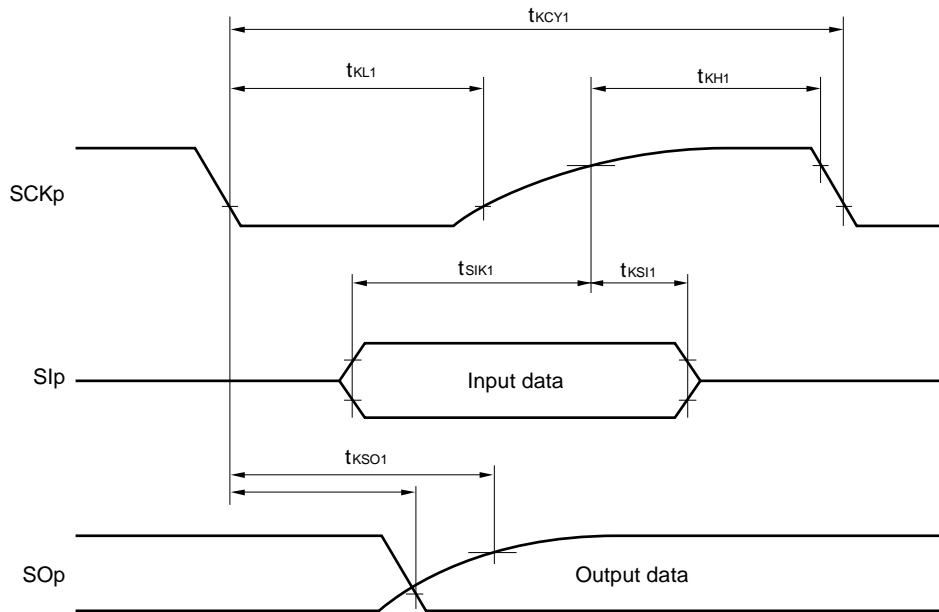 tKCY1
tKL1
tKH1
SCKp
tSIK1
tKSI1
SIp
Input data
tKSO1
SOp
Output data